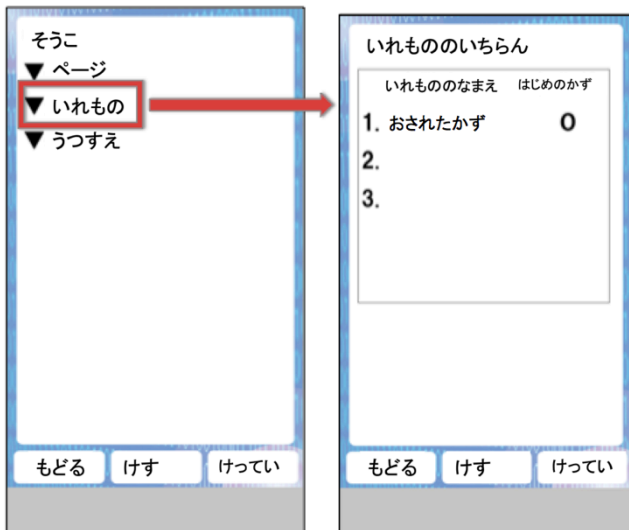 そうこ
▼ ページ
▼ いれもの
▼ うつすえ
もどる けす けってい
いれもののいちらん
いれもののなまえ はじめのかず
1. おされたかず 0
2.
3.
もどる けす けってい